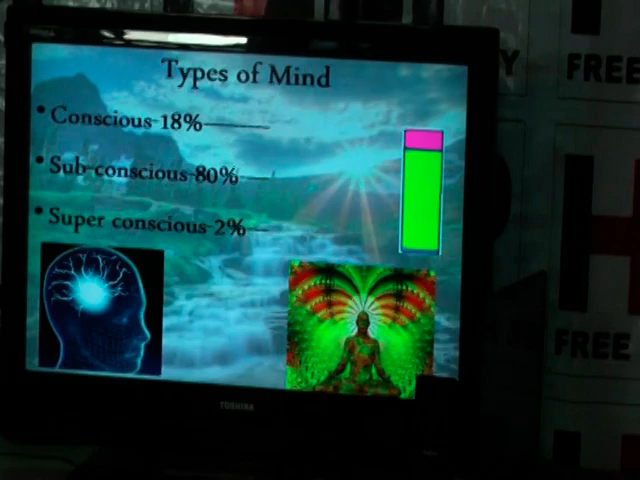 Types of Mind
• Conscious-18%
• Sub-conscious-80%
• Super conscious-2%
TOSHIBA
FREE
FREE